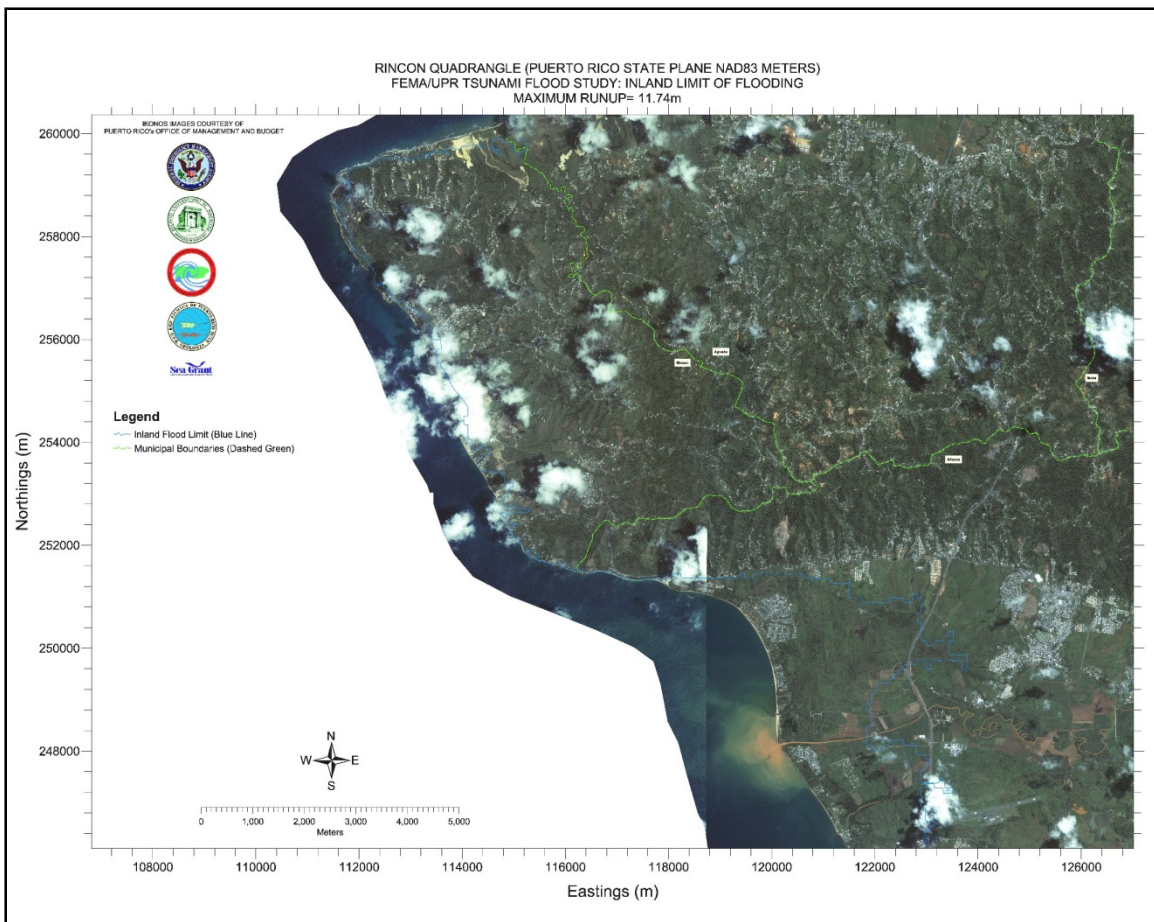 RINCON QUADRANGLE (PUERTO RICO STATE PLANE NAD83 METERS)
FEMA/UPR TSUNAMI FLOOD STUDY: INLAND LIMIT OF FLOODING
MAXIMUM RUNUP= 11.74m
IKONOS IMAGES COURTESY OF
PUERTO RICO's OFFICE OF MANAGEMENT AND BUDGET
Sea Grant
Legend
Inland Flood Limit (Blue Line)
Municipal Boundaries (Dashed Green)
Rincon
Aguada
Moca
Añasco
Northings (m)
260000
258000
256000
254000
252000
250000
248000
N
W E
S
0 1,000 2,000 3,000 4,000 5,000
Meters
108000 110000 112000 114000 116000 118000 120000 122000 124000 126000
Eastings (m)